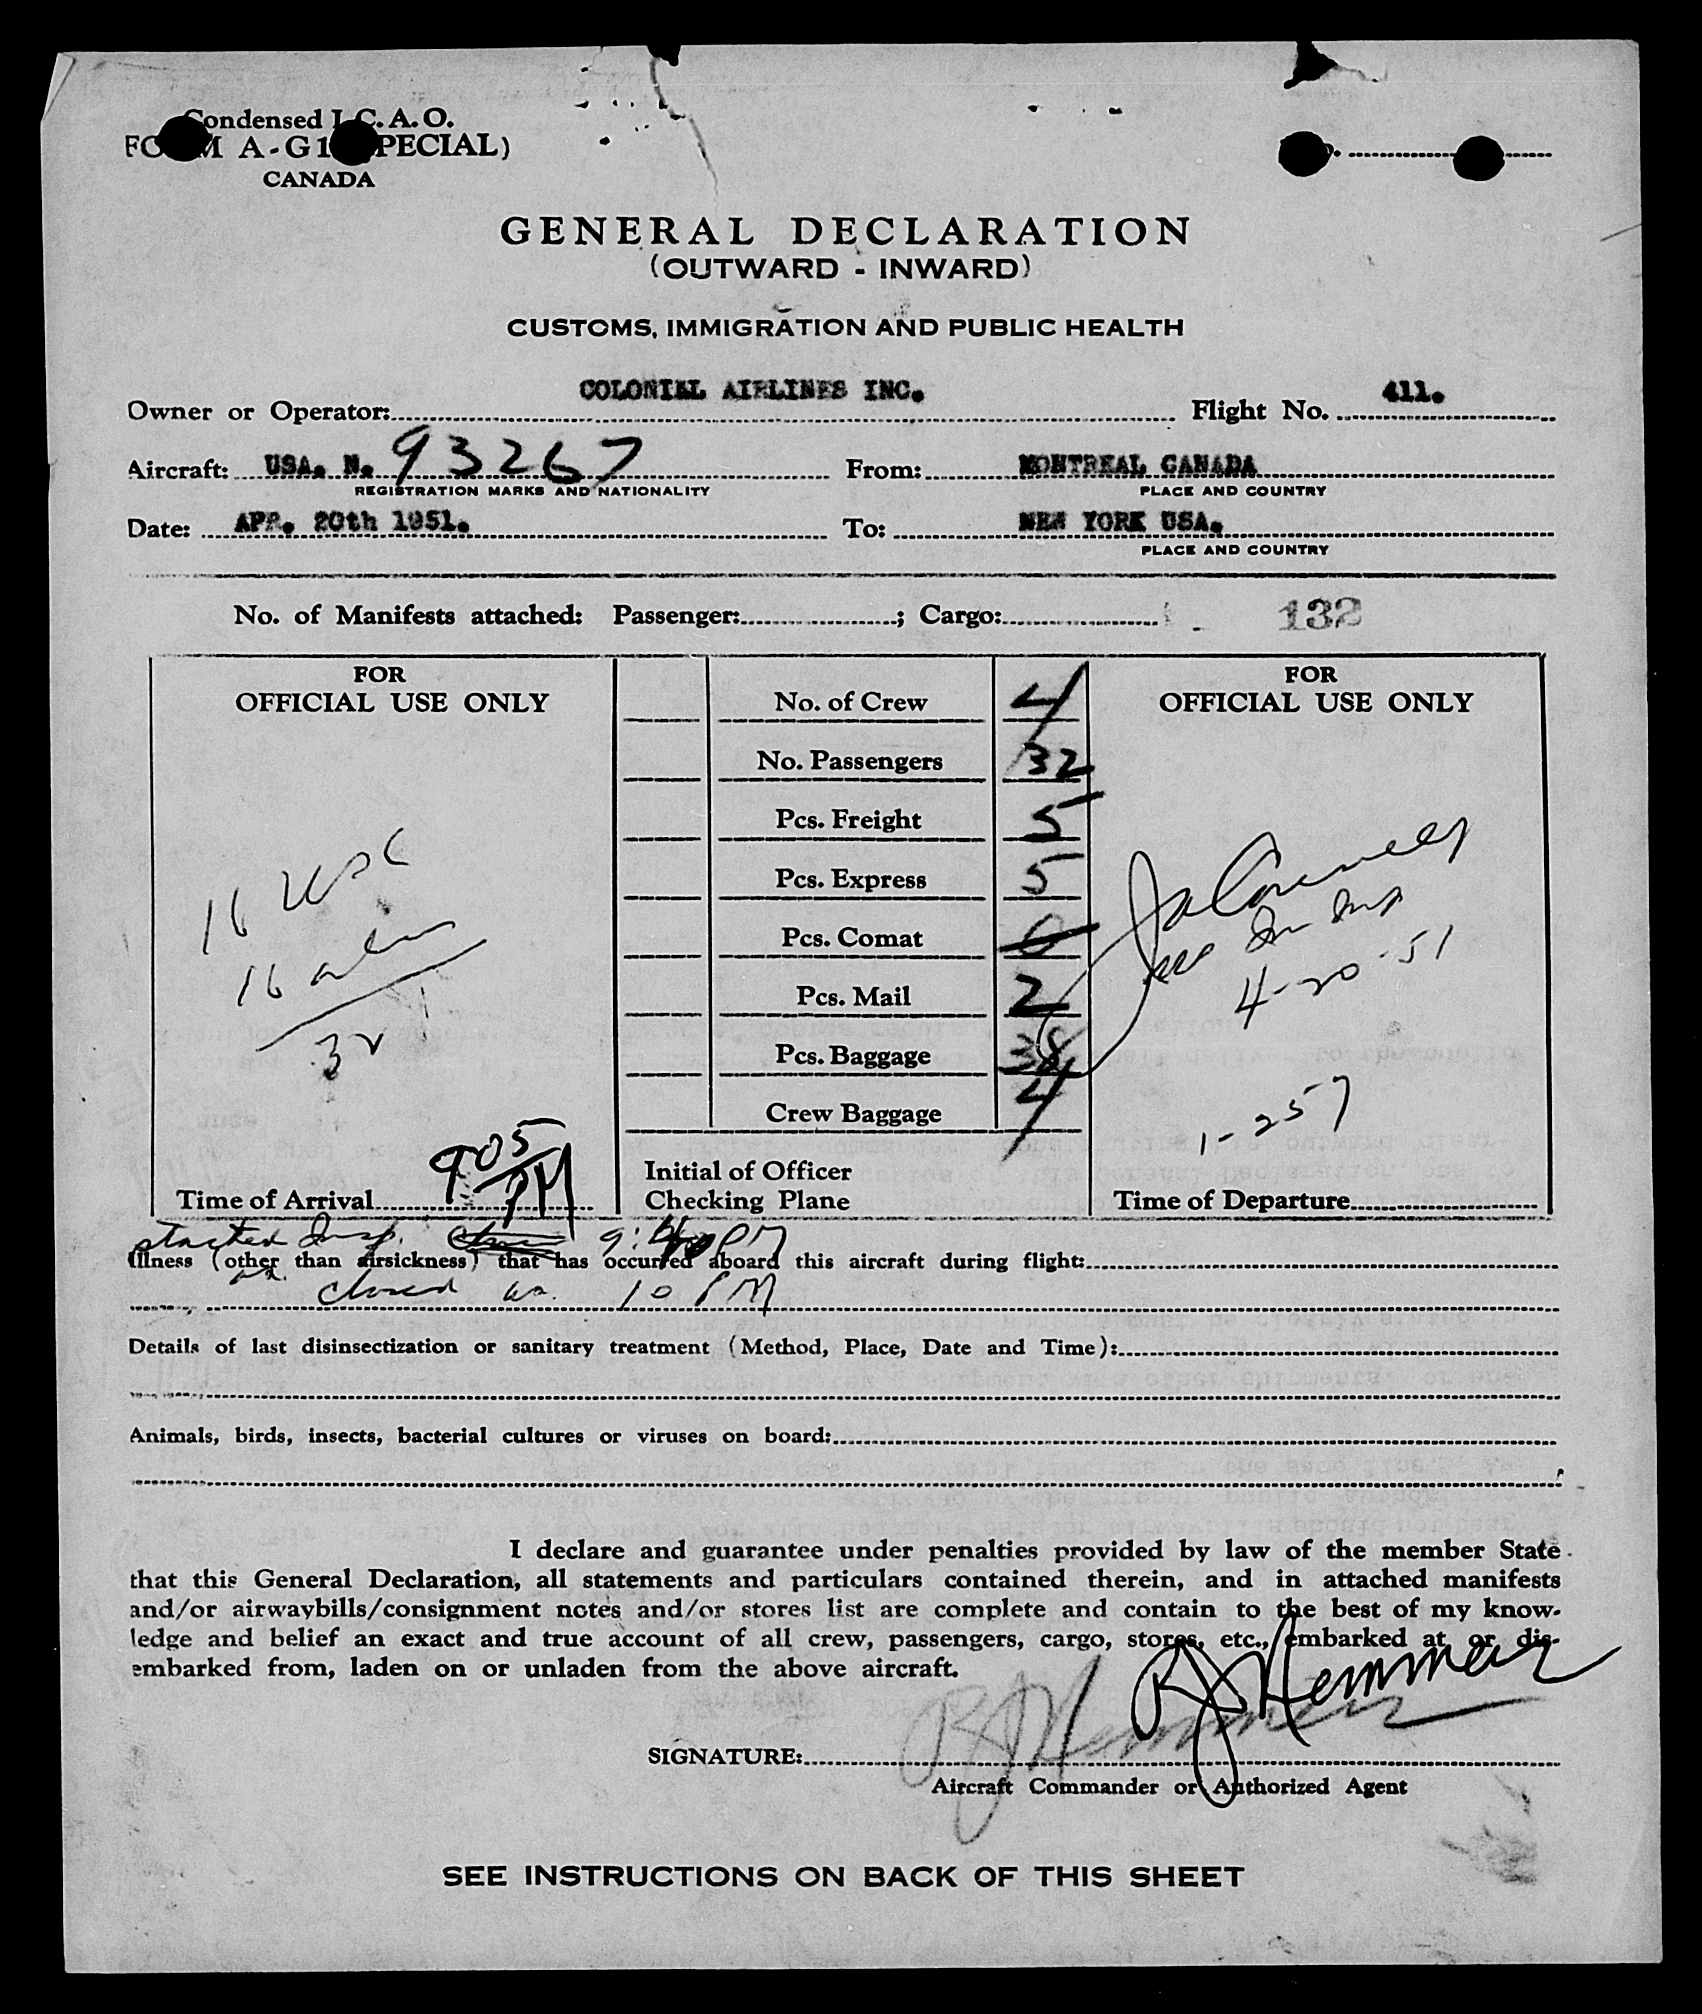 Condensed I.C.A.O.
FORM A-G1 (SPECIAL)
CANADA
GENERAL DECLARATION
(OUTWARD - INWARD)
CUSTOMS, IMMIGRATION AND PUBLIC HEALTH
Owner or Operator: COLONIAL AIRLINES INC. Flight No. 411.
Aircraft: USA. N. 93267 From: MONTREAL CANADA
REGISTRATION MARKS AND NATIONALITY PLACE AND COUNTRY
Date: APR. 20th 1951. To: NEW YORK USA.
PLACE AND COUNTRY
No. of Manifests attached: Passenger: ; Cargo: 132
FOR
OFFICIAL USE ONLY
16 USC
16 aliens
32
905 PM
Time of Arrival
No. of Crew 4
No. Passengers 32
Pcs. Freight 5
Pcs. Express 5
Pcs. Comat 0
Pcs. Mail 2
Pcs. Baggage 38
Crew Baggage 4
Initial of Officer
Checking Plane
FOR
OFFICIAL USE ONLY
4-20-51
1-257
Time of Departure
started Insp. 9: PM
Illness (other than airsickness) that has occurred aboard this aircraft during flight:
closed 10 PM
Details of last disinsectization or sanitary treatment (Method, Place, Date and Time):
Animals, birds, insects, bacterial cultures or viruses on board:
I declare and guarantee under penalties provided by law of the member State
that this General Declaration, all statements and particulars contained therein, and in attached manifests
and/or airwaybills/consignment notes and/or stores list are complete and contain to the best of my know-
ledge and belief an exact and true account of all crew, passengers, cargo, stores, etc., embarked at or dis-
embarked from, laden on or unladen from the above aircraft.
SIGNATURE:
Aircraft Commander or Authorized Agent
SEE INSTRUCTIONS ON BACK OF THIS SHEET